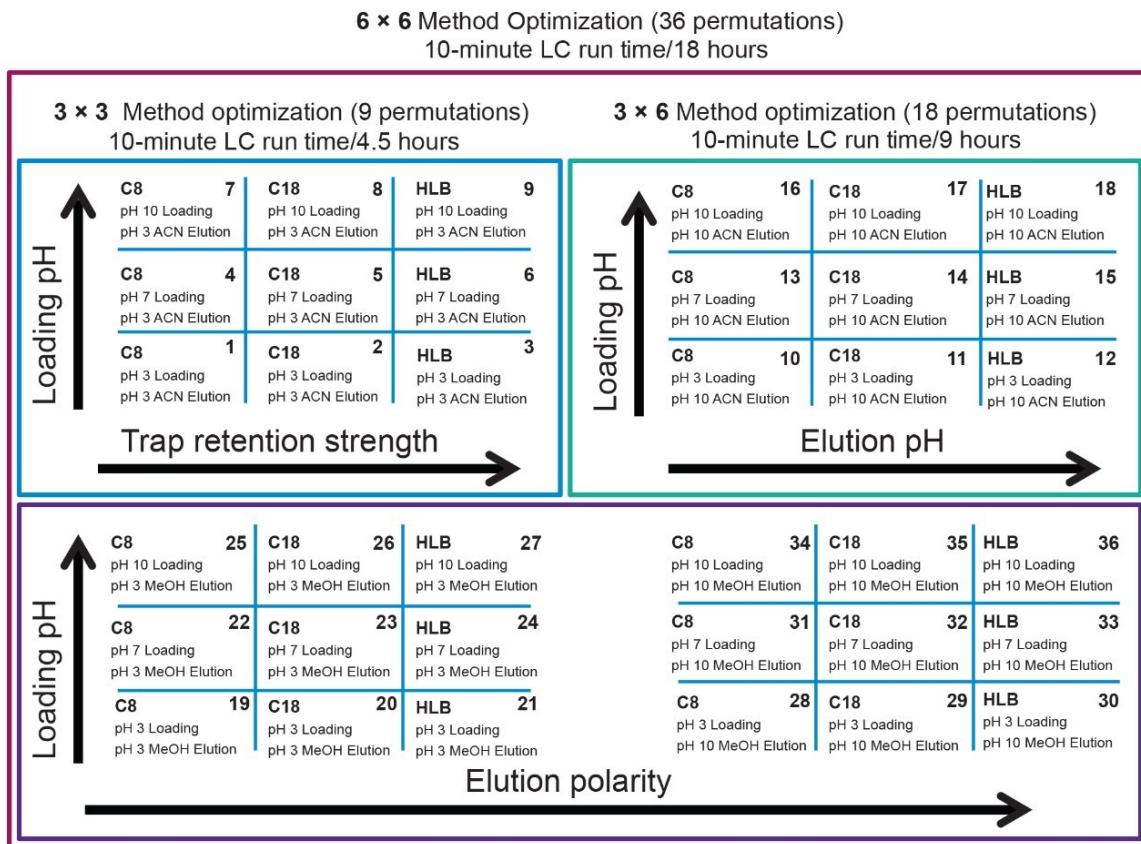 6 × 6 Method Optimization (36 permutations)
10-minute LC run time/18 hours
3 × 3 Method optimization (9 permutations)
10-minute LC run time/4.5 hours
Loading pH
C8 7
pH 10 Loading
pH 3 ACN Elution
C18 8
pH 10 Loading
pH 3 ACN Elution
HLB 9
pH 10 Loading
pH 3 ACN Elution
C8 4
pH 7 Loading
pH 3 ACN Elution
C18 5
pH 7 Loading
pH 3 ACN Elution
HLB 6
pH 7 Loading
pH 3 ACN Elution
C8 1
pH 3 Loading
pH 3 ACN Elution
C18 2
pH 3 Loading
pH 3 ACN Elution
HLB 3
pH 3 Loading
pH 3 ACN Elution
Trap retention strength
3 × 6 Method optimization (18 permutations)
10-minute LC run time/9 hours
Loading pH
C8 16
pH 10 Loading
pH 10 ACN Elution
C18 17
pH 10 Loading
pH 10 ACN Elution
HLB 18
pH 10 Loading
pH 10 ACN Elution
C8 13
pH 7 Loading
pH 10 ACN Elution
C18 14
pH 7 Loading
pH 10 ACN Elution
HLB 15
pH 7 Loading
pH 10 ACN Elution
C8 10
pH 3 Loading
pH 10 ACN Elution
C18 11
pH 3 Loading
pH 10 ACN Elution
HLB 12
pH 3 Loading
pH 10 ACN Elution
Elution pH
Loading pH
C8 25
pH 10 Loading
pH 3 MeOH Elution
C18 26
pH 10 Loading
pH 3 MeOH Elution
HLB 27
pH 10 Loading
pH 3 MeOH Elution
C8 22
pH 7 Loading
pH 3 MeOH Elution
C18 23
pH 7 Loading
pH 3 MeOH Elution
HLB 24
pH 7 Loading
pH 3 MeOH Elution
C8 19
pH 3 Loading
pH 3 MeOH Elution
C18 20
pH 3 Loading
pH 3 MeOH Elution
HLB 21
pH 3 Loading
pH 3 MeOH Elution
C8 34
pH 10 Loading
pH 10 MeOH Elution
C18 35
pH 10 Loading
pH 10 MeOH Elution
HLB 36
pH 10 Loading
pH 10 MeOH Elution
C8 31
pH 7 Loading
pH 10 MeOH Elution
C18 32
pH 7 Loading
pH 10 MeOH Elution
HLB 33
pH 7 Loading
pH 10 MeOH Elution
C8 28
pH 3 Loading
pH 10 MeOH Elution
C18 29
pH 3 Loading
pH 10 MeOH Elution
HLB 30
pH 3 Loading
pH 10 MeOH Elution
Elution polarity